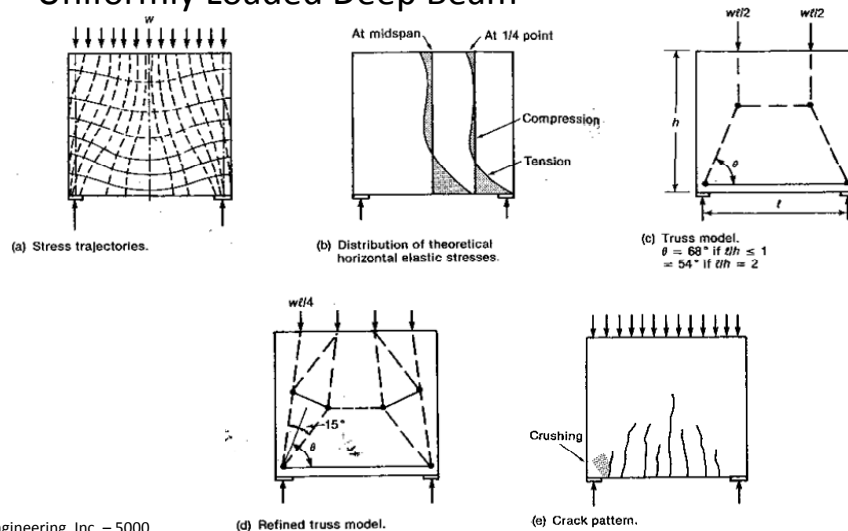 Uniformly Loaded Deep Beam
w
(a) Stress trajectories.
At midspan
At 1/4 point
Compression
Tension
(b) Distribution of theoretical
horizontal elastic stresses.
wℓ/2
wℓ/2
h
θ
ℓ
(c) Truss model.
θ = 68° if ℓ/h ≤ 1
= 54° if ℓ/h = 2
wℓ/4
15°
θ
(d) Refined truss model.
Crushing
(e) Crack pattern.
ngineering, Inc. – 5000